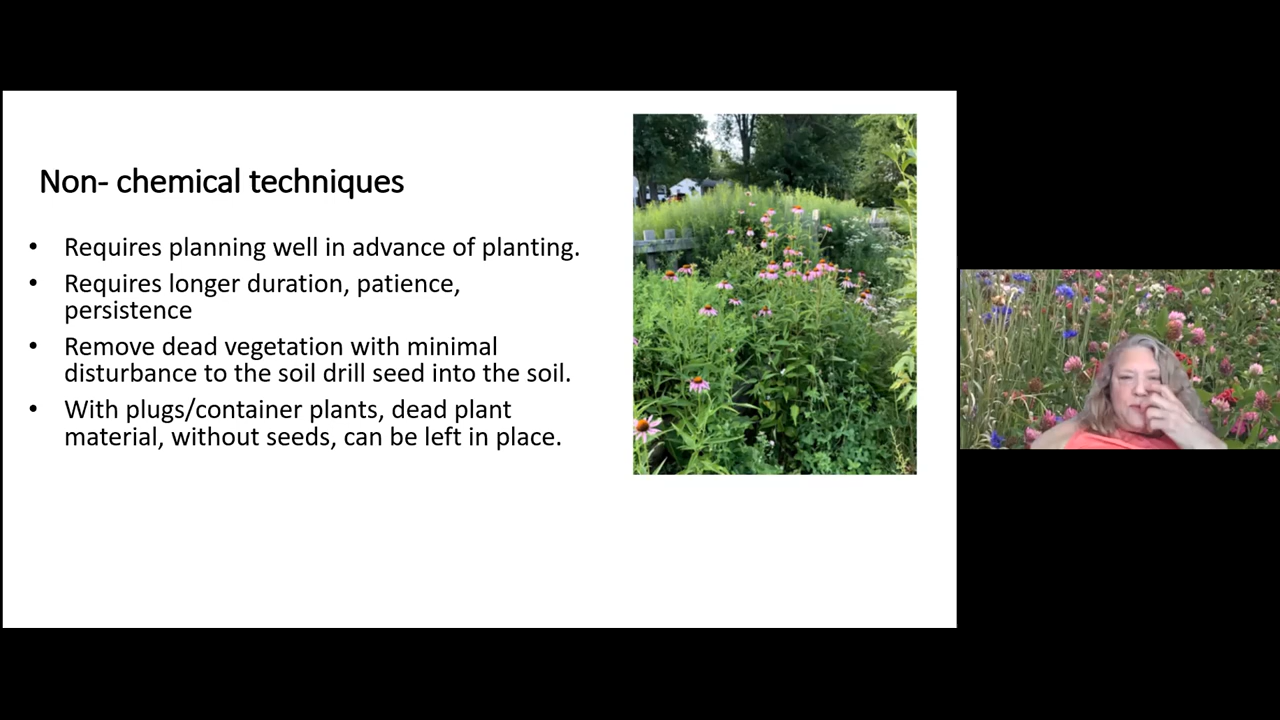 Non- chemical techniques
• Requires planning well in advance of planting.
• Requires longer duration, patience,
persistence
• Remove dead vegetation with minimal
disturbance to the soil drill seed into the soil.
• With plugs/container plants, dead plant
material, without seeds, can be left in place.